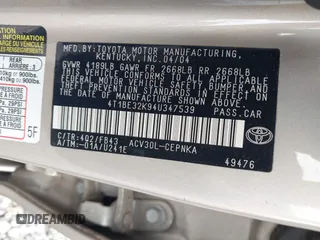 MFD.BY: TOYOTA MOTOR MANUFACTURING,
KENTUCKY, INC. 04/04
GVWR 4189LB GAWR FR 2668LB RR 2668LB
THIS VEHICLE CONFORMS TO ALL APPLICABLE
FEDERAL MOTOR VEHICLE SAFETY, BUMPER,
AND THEFT PREVENTION STANDARDS IN EFFECT
ON THE DATE OF MANUFACTURE SHOWN ABOVE.
4T1BE32K94U347539 PASS.CAR
C/TR: 4Q2/FB43 ACV30L-CEPNKA
A/TM:-01A/U241E
49476
5F
DREAMBID